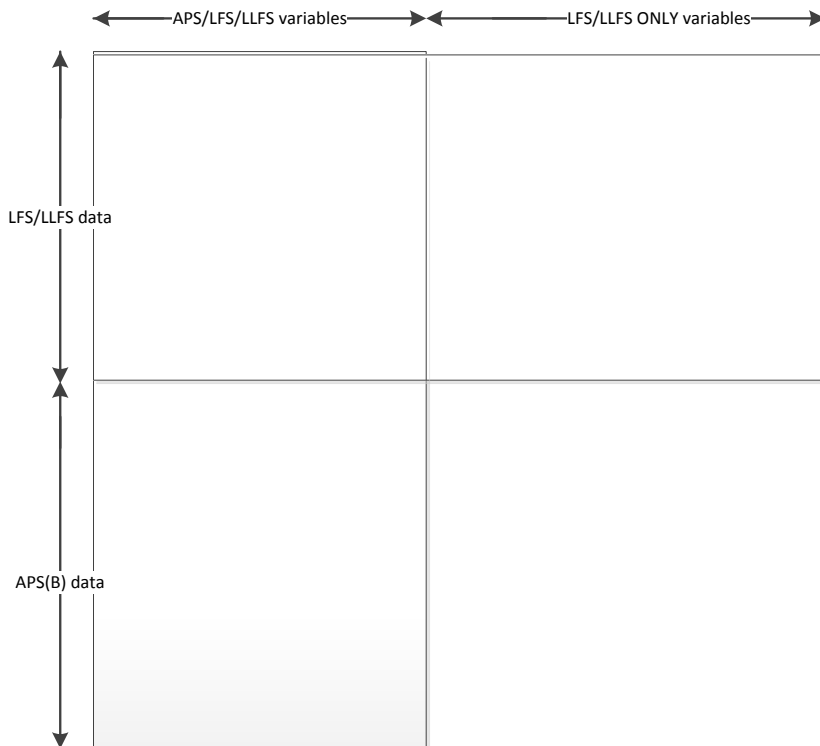 APS/LFS/LLFS variables
LFS/LLFS ONLY variables
LFS/LLFS data
APS(B) data